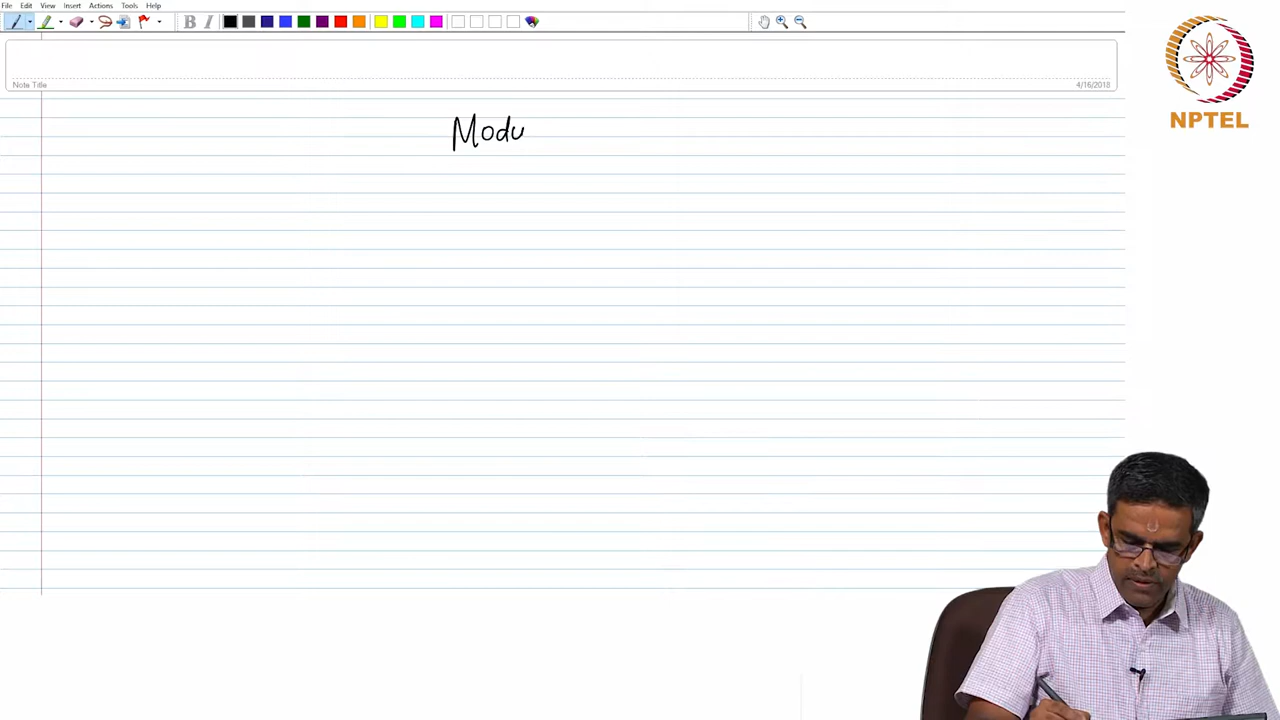 File Edit View Insert Actions Tools Help
B I
Note Title
4/16/2018
Modu
NPTEL